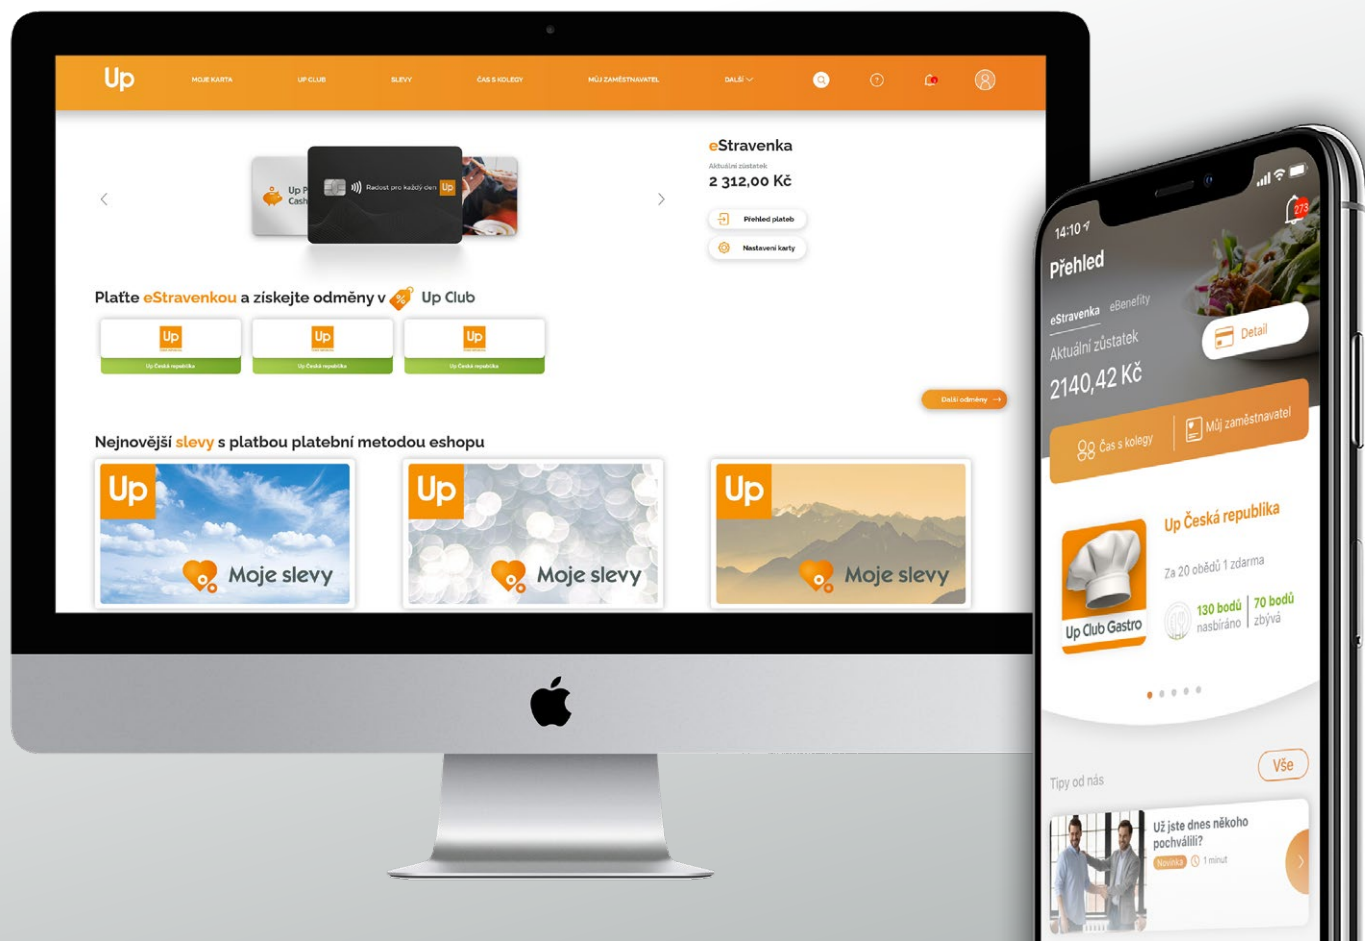 Up
MOJE KARTA
UP CLUB
SLEVY
ČAS S KOLEGY
MŮJ ZAMĚSTNAVATEL
DALŠÍ
Up P
Cash
Radost pro každý den Up
eStravenka
Aktuální zůstatek
2 312,00 Kč
Přehled plateb
Nastavení karty
Plaťte eStravenkou a získejte odměny v Up Club
Up
Up Česká republika
Up
Up Česká republika
Up
Up Česká republika
Další odměny →
Nejnovější slevy s platbou platební metodou eshopu
Up
Moje slevy
Up
Moje slevy
Up
Moje slevy
14:10
273
Přehled
eStravenka eBenefity
Aktuální zůstatek
2140,42 Kč
Detail
Čas s kolegy
Můj zaměstnavatel
Up Club Gastro
Up Česká republika
Za 20 obědů 1 zdarma
130 bodů
nasbíráno
70 bodů
zbývá
Tipy od nás
Vše
Už jste dnes někoho
pochválili?
Novinka 1 minut